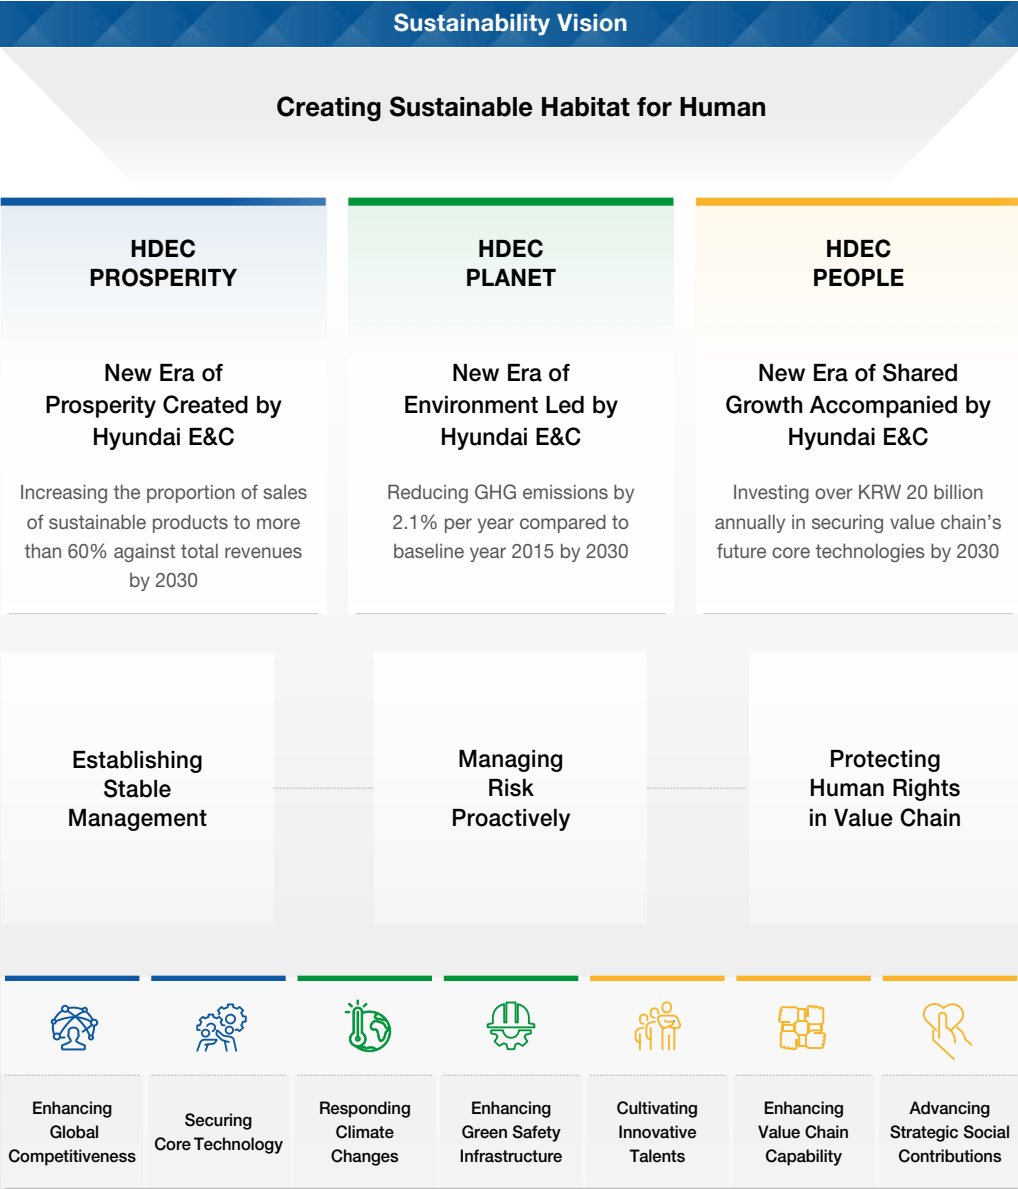 Sustainability Vision
Creating Sustainable Habitat for Human
HDEC
PROSPERITY
New Era of
Prosperity Created by
Hyundai E&C
Increasing the proportion of sales
of sustainable products to more
than 60% against total revenues
by 2030
HDEC
PLANET
New Era of
Environment Led by
Hyundai E&C
Reducing GHG emissions by
2.1% per year compared to
baseline year 2015 by 2030
HDEC
PEOPLE
New Era of Shared
Growth Accompanied by
Hyundai E&C
Investing over KRW 20 billion
annually in securing value chain’s
future core technologies by 2030
Establishing
Stable
Management
Managing
Risk
Proactively
Protecting
Human Rights
in Value Chain
Enhancing
Global
Competitiveness
Securing
Core Technology
Responding
Climate
Changes
Enhancing
Green Safety
Infrastructure
Cultivating
Innovative
Talents
Enhancing
Value Chain
Capability
Advancing
Strategic Social
Contributions